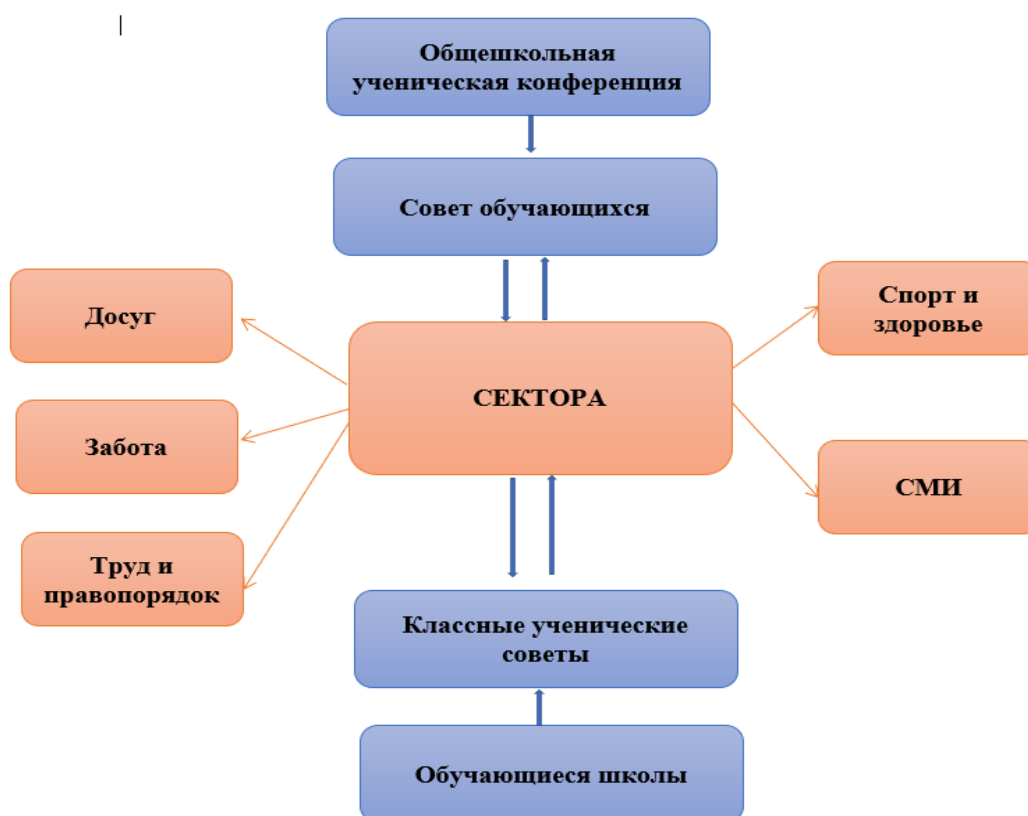 Общешкольная
ученическая конференция
Совет обучающихся
Досуг
Спорт и
здоровье
СЕКТОРА
Забота
СМИ
Труд и
правопорядок
Классные ученические
советы
Обучающиеся школы